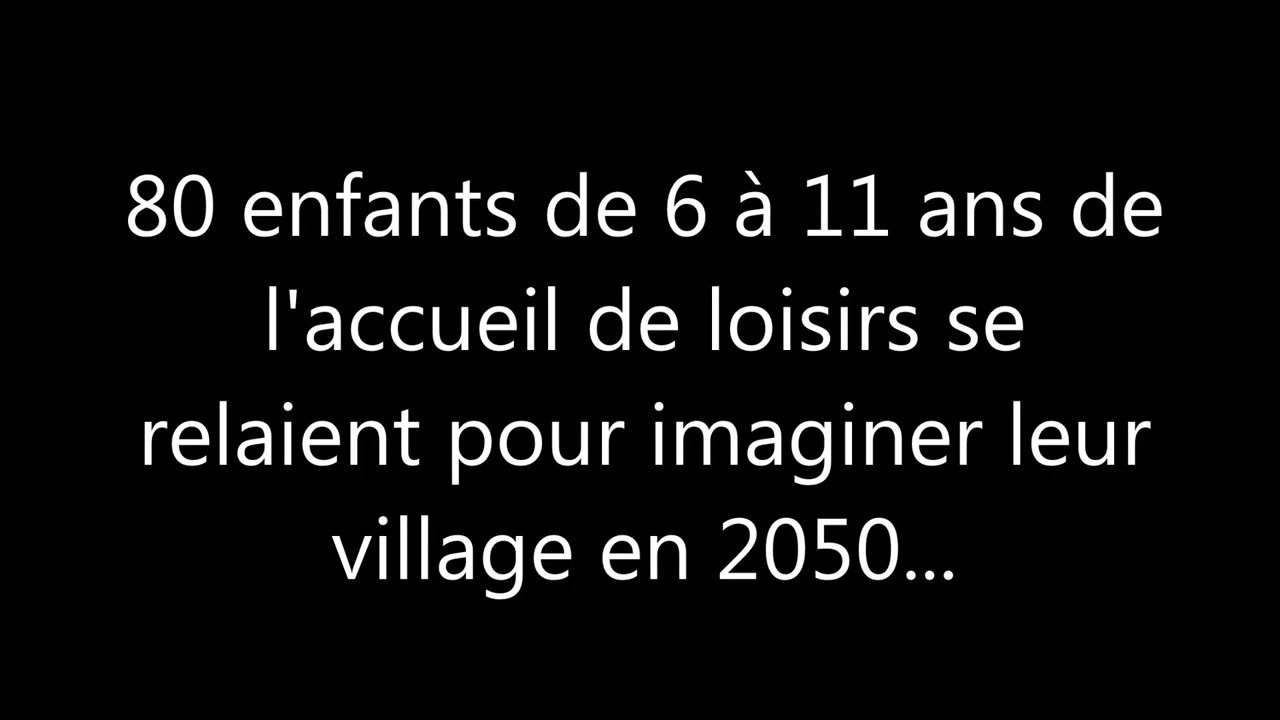 80 enfants de 6 à 11 ans de
l'accueil de loisirs se
relaient pour imaginer leur
village en 2050...